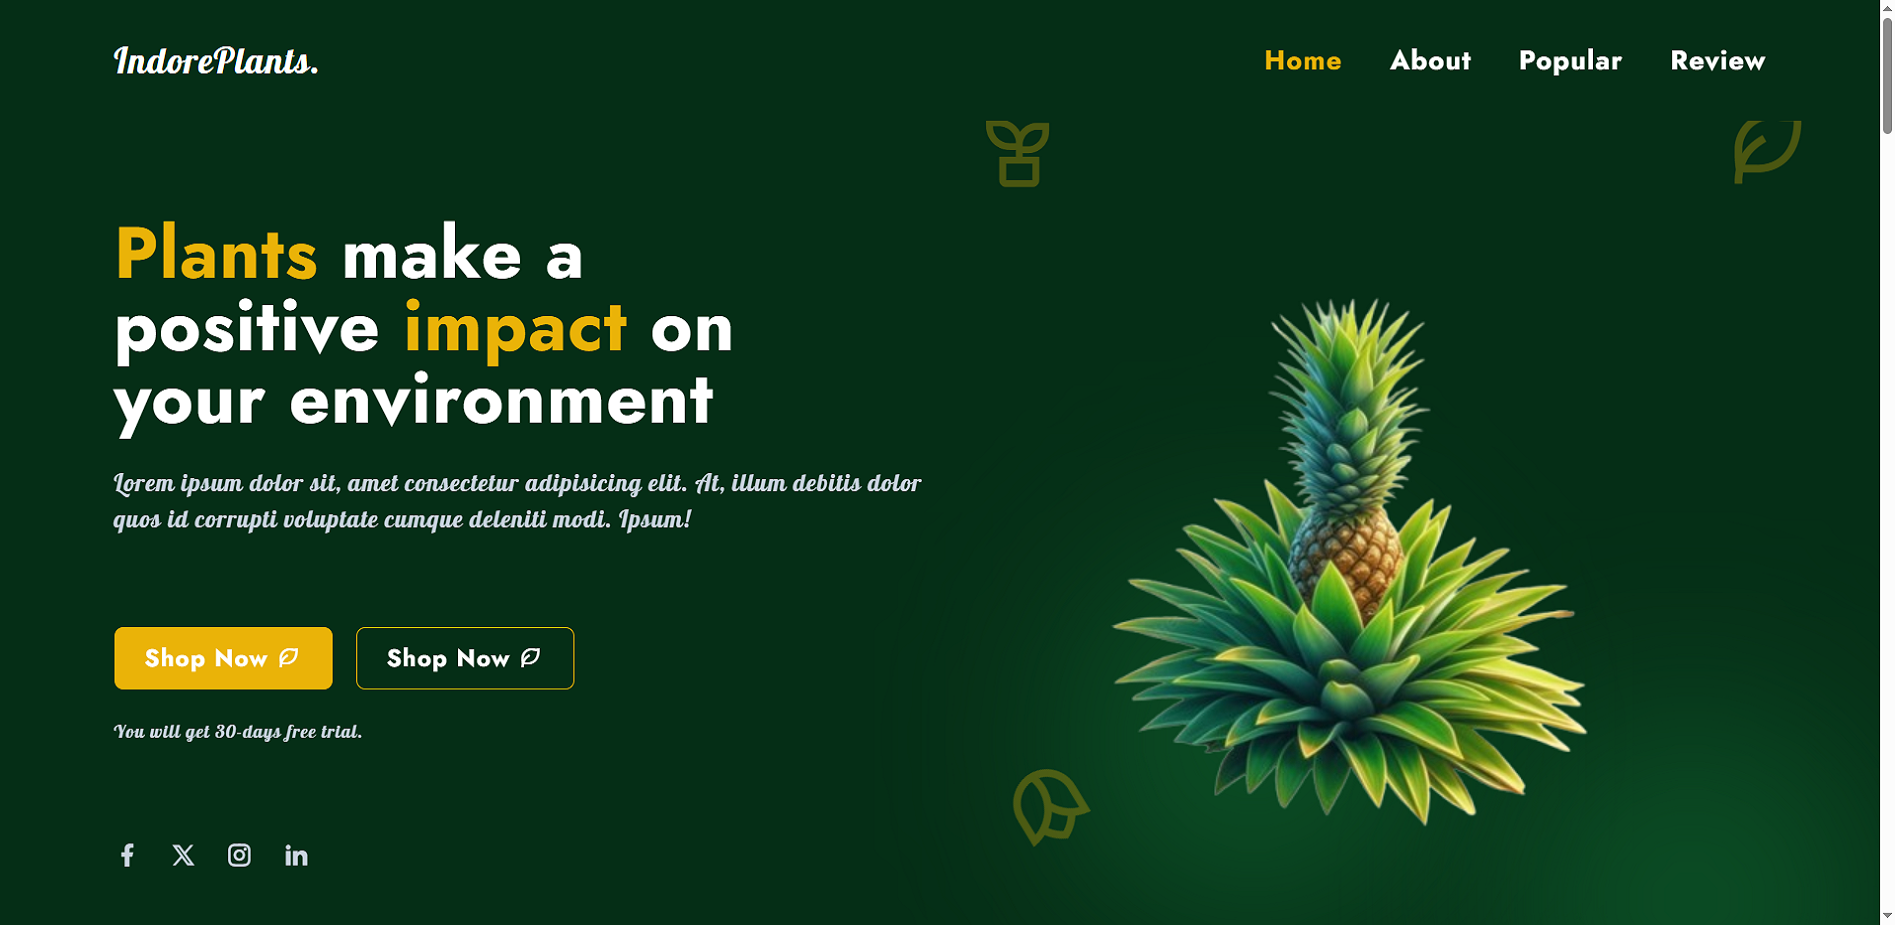 IndorePlants.
Home About Popular Review
Plants make a
positive impact on
your environment
Lorem ipsum dolor sit, amet consectetur adipisicing elit. At, illum debitis dolor
quos id corrupti voluptate cumque deleniti modi. Ipsum!
Shop Now Shop Now
You will get 30-days free trial.